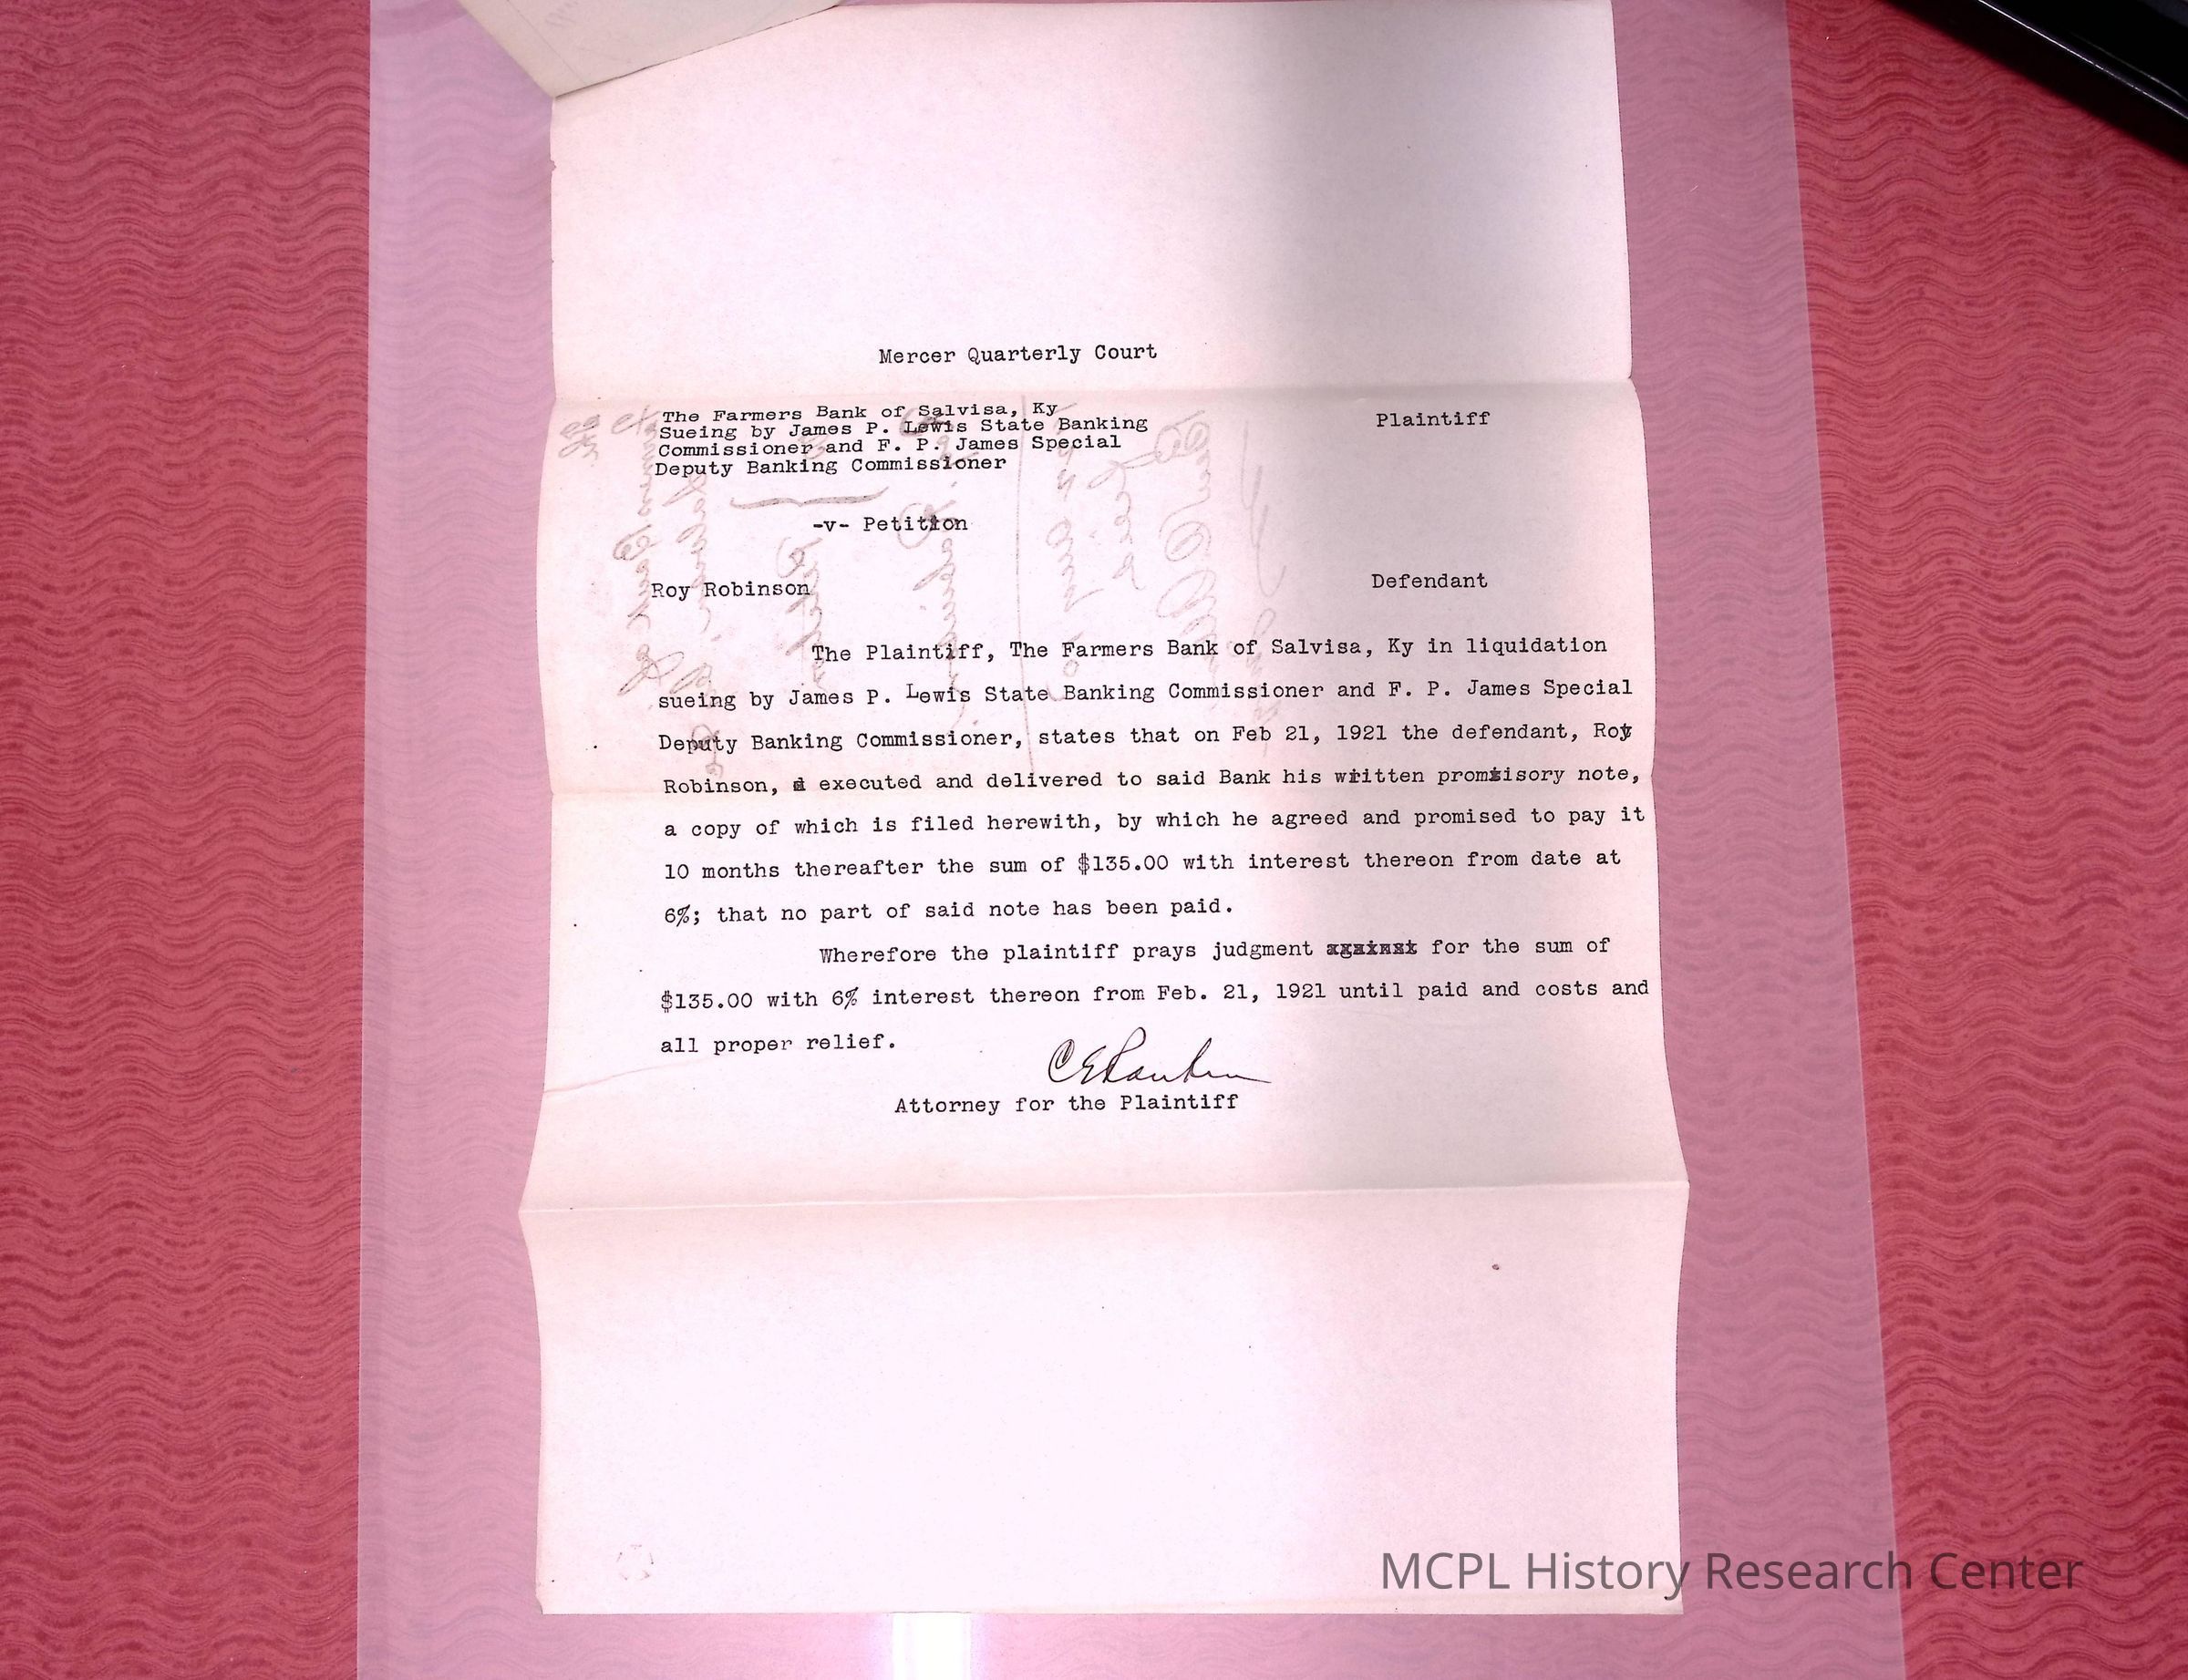 Mercer Quarterly Court
The Farmers Bank of Salvisa, Ky
Sueing by James P. Lewis State Banking
Commissioner and F. P. James Special
Deputy Banking Commissioner
Plaintiff
-v- Petition
Roy Robinson
Defendant
The Plaintiff, The Farmers Bank of Salvisa, Ky in liquidation
sueing by James P. Lewis State Banking Commissioner and F. P. James Special
Deputy Banking Commissioner, states that on Feb 21, 1921 the defendant, Roy
Robinson, executed and delivered to said Bank his written promisisory note,
a copy of which is filed herewith, by which he agreed and promised to pay it
10 months thereafter the sum of $135.00 with interest thereon from date at
6%; that no part of said note has been paid.
Wherefore the plaintiff prays judgment against for the sum of
$135.00 with 6% interest thereon from Feb. 21, 1921 until paid and costs and
all proper relief.
C E Rankin
Attorney for the Plaintiff
MCPL History Research Center